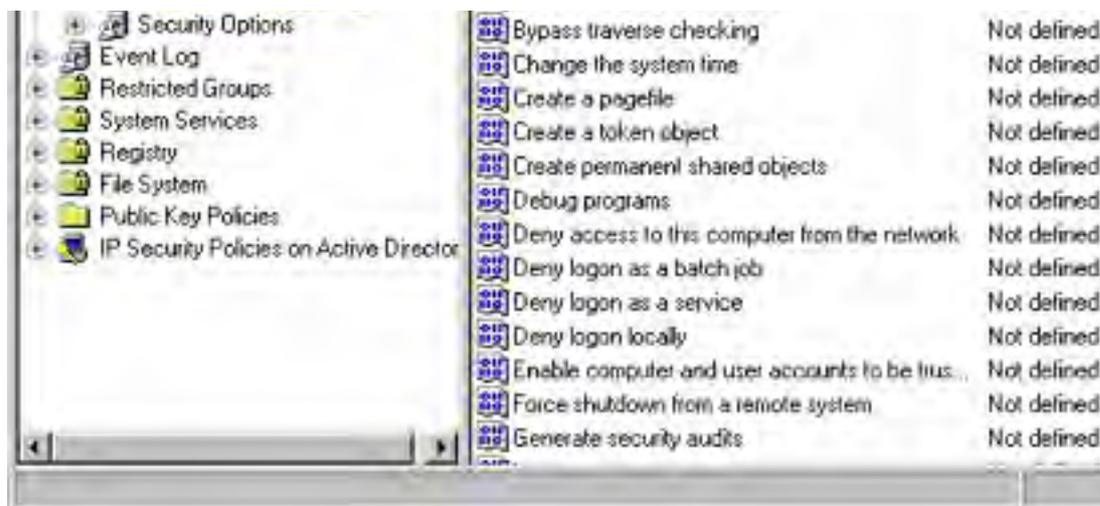 Security Options
Event Log
Restricted Groups
System Services
Registry
File System
Public Key Policies
IP Security Policies on Active Director
Bypass traverse checking Not defined
Change the system time Not defined
Create a pagefile Not defined
Create a token object Not defined
Create permanent shared objects Not defined
Debug programs Not defined
Deny access to this computer from the network Not defined
Deny logon as a batch job Not defined
Deny logon as a service Not defined
Deny logon locally Not defined
Enable computer and user accounts to be trus... Not defined
Force shutdown from a remote system Not defined
Generate security audits Not defined